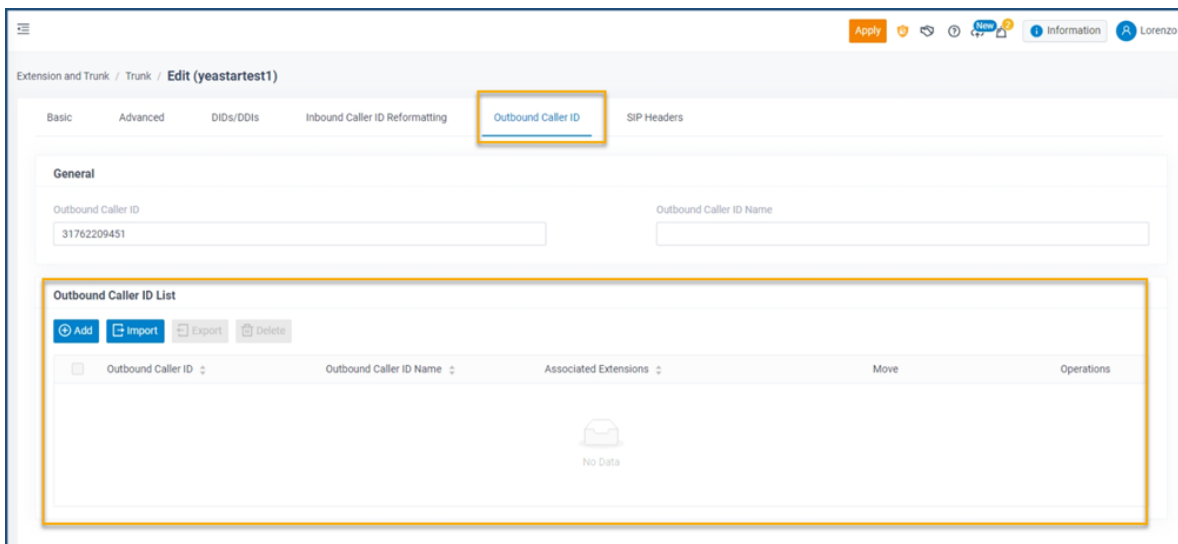 Apply New 2 Information Lorenzo
Extension and Trunk / Trunk / Edit (yeastartest1)
Basic Advanced DIDs/DDIs Inbound Caller ID Reformatting Outbound Caller ID SIP Headers
General
Outbound Caller ID Outbound Caller ID Name
31762209451
Outbound Caller ID List
Add Import Export Delete
Outbound Caller ID Outbound Caller ID Name Associated Extensions Move Operations
No Data